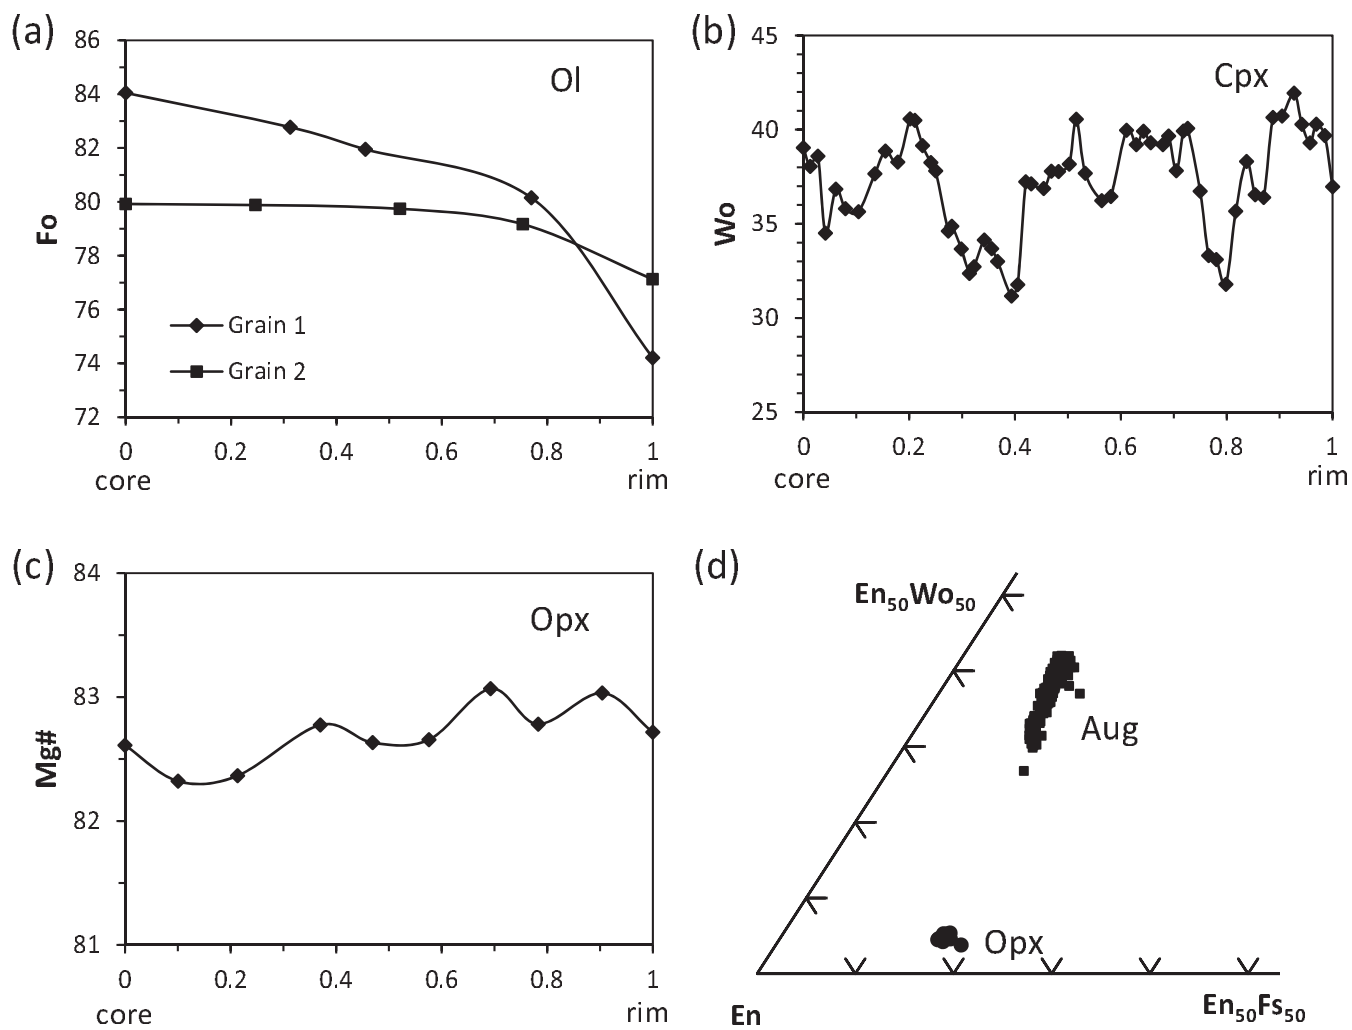 (a)
86
84
82
80
78
76
74
72
Fo
Ol
Grain 1
Grain 2
0 0.2 0.4 0.6 0.8 1
core rim
(b)
45
40
35
30
25
Wo
Cpx
0 0.2 0.4 0.6 0.8 1
core rim
(c)
84
83
82
81
Mg#
Opx
0 0.2 0.4 0.6 0.8 1
core rim
(d)
En₅₀Wo₅₀
Aug
Opx
En
En₅₀Fs₅₀